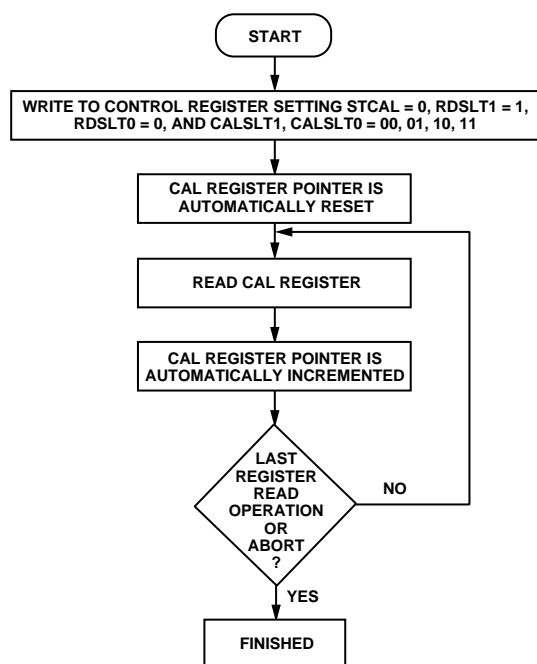 START
WRITE TO CONTROL REGISTER SETTING STCAL = 0, RDSLT1 = 1,
RDSLT0 = 0, AND CALSLT1, CALSLT0 = 00, 01, 10, 11
CAL REGISTER POINTER IS
AUTOMATICALLY RESET
READ CAL REGISTER
CAL REGISTER POINTER IS
AUTOMATICALLY INCREMENTED
LAST
REGISTER
READ
OPERATION
OR
ABORT
?
NO
YES
FINISHED